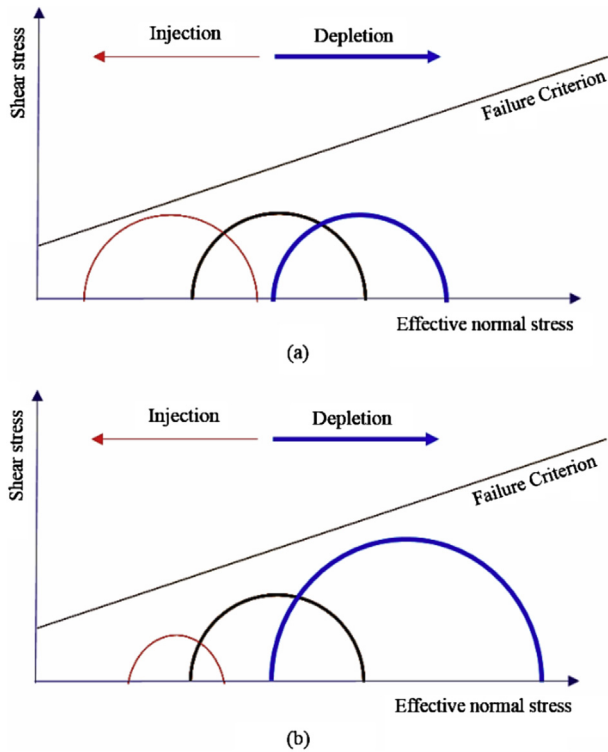 Injection
Depletion
Shear stress
Failure Criterion
Effective normal stress
(a)
Injection
Depletion
Shear stress
Failure Criterion
Effective normal stress
(b)